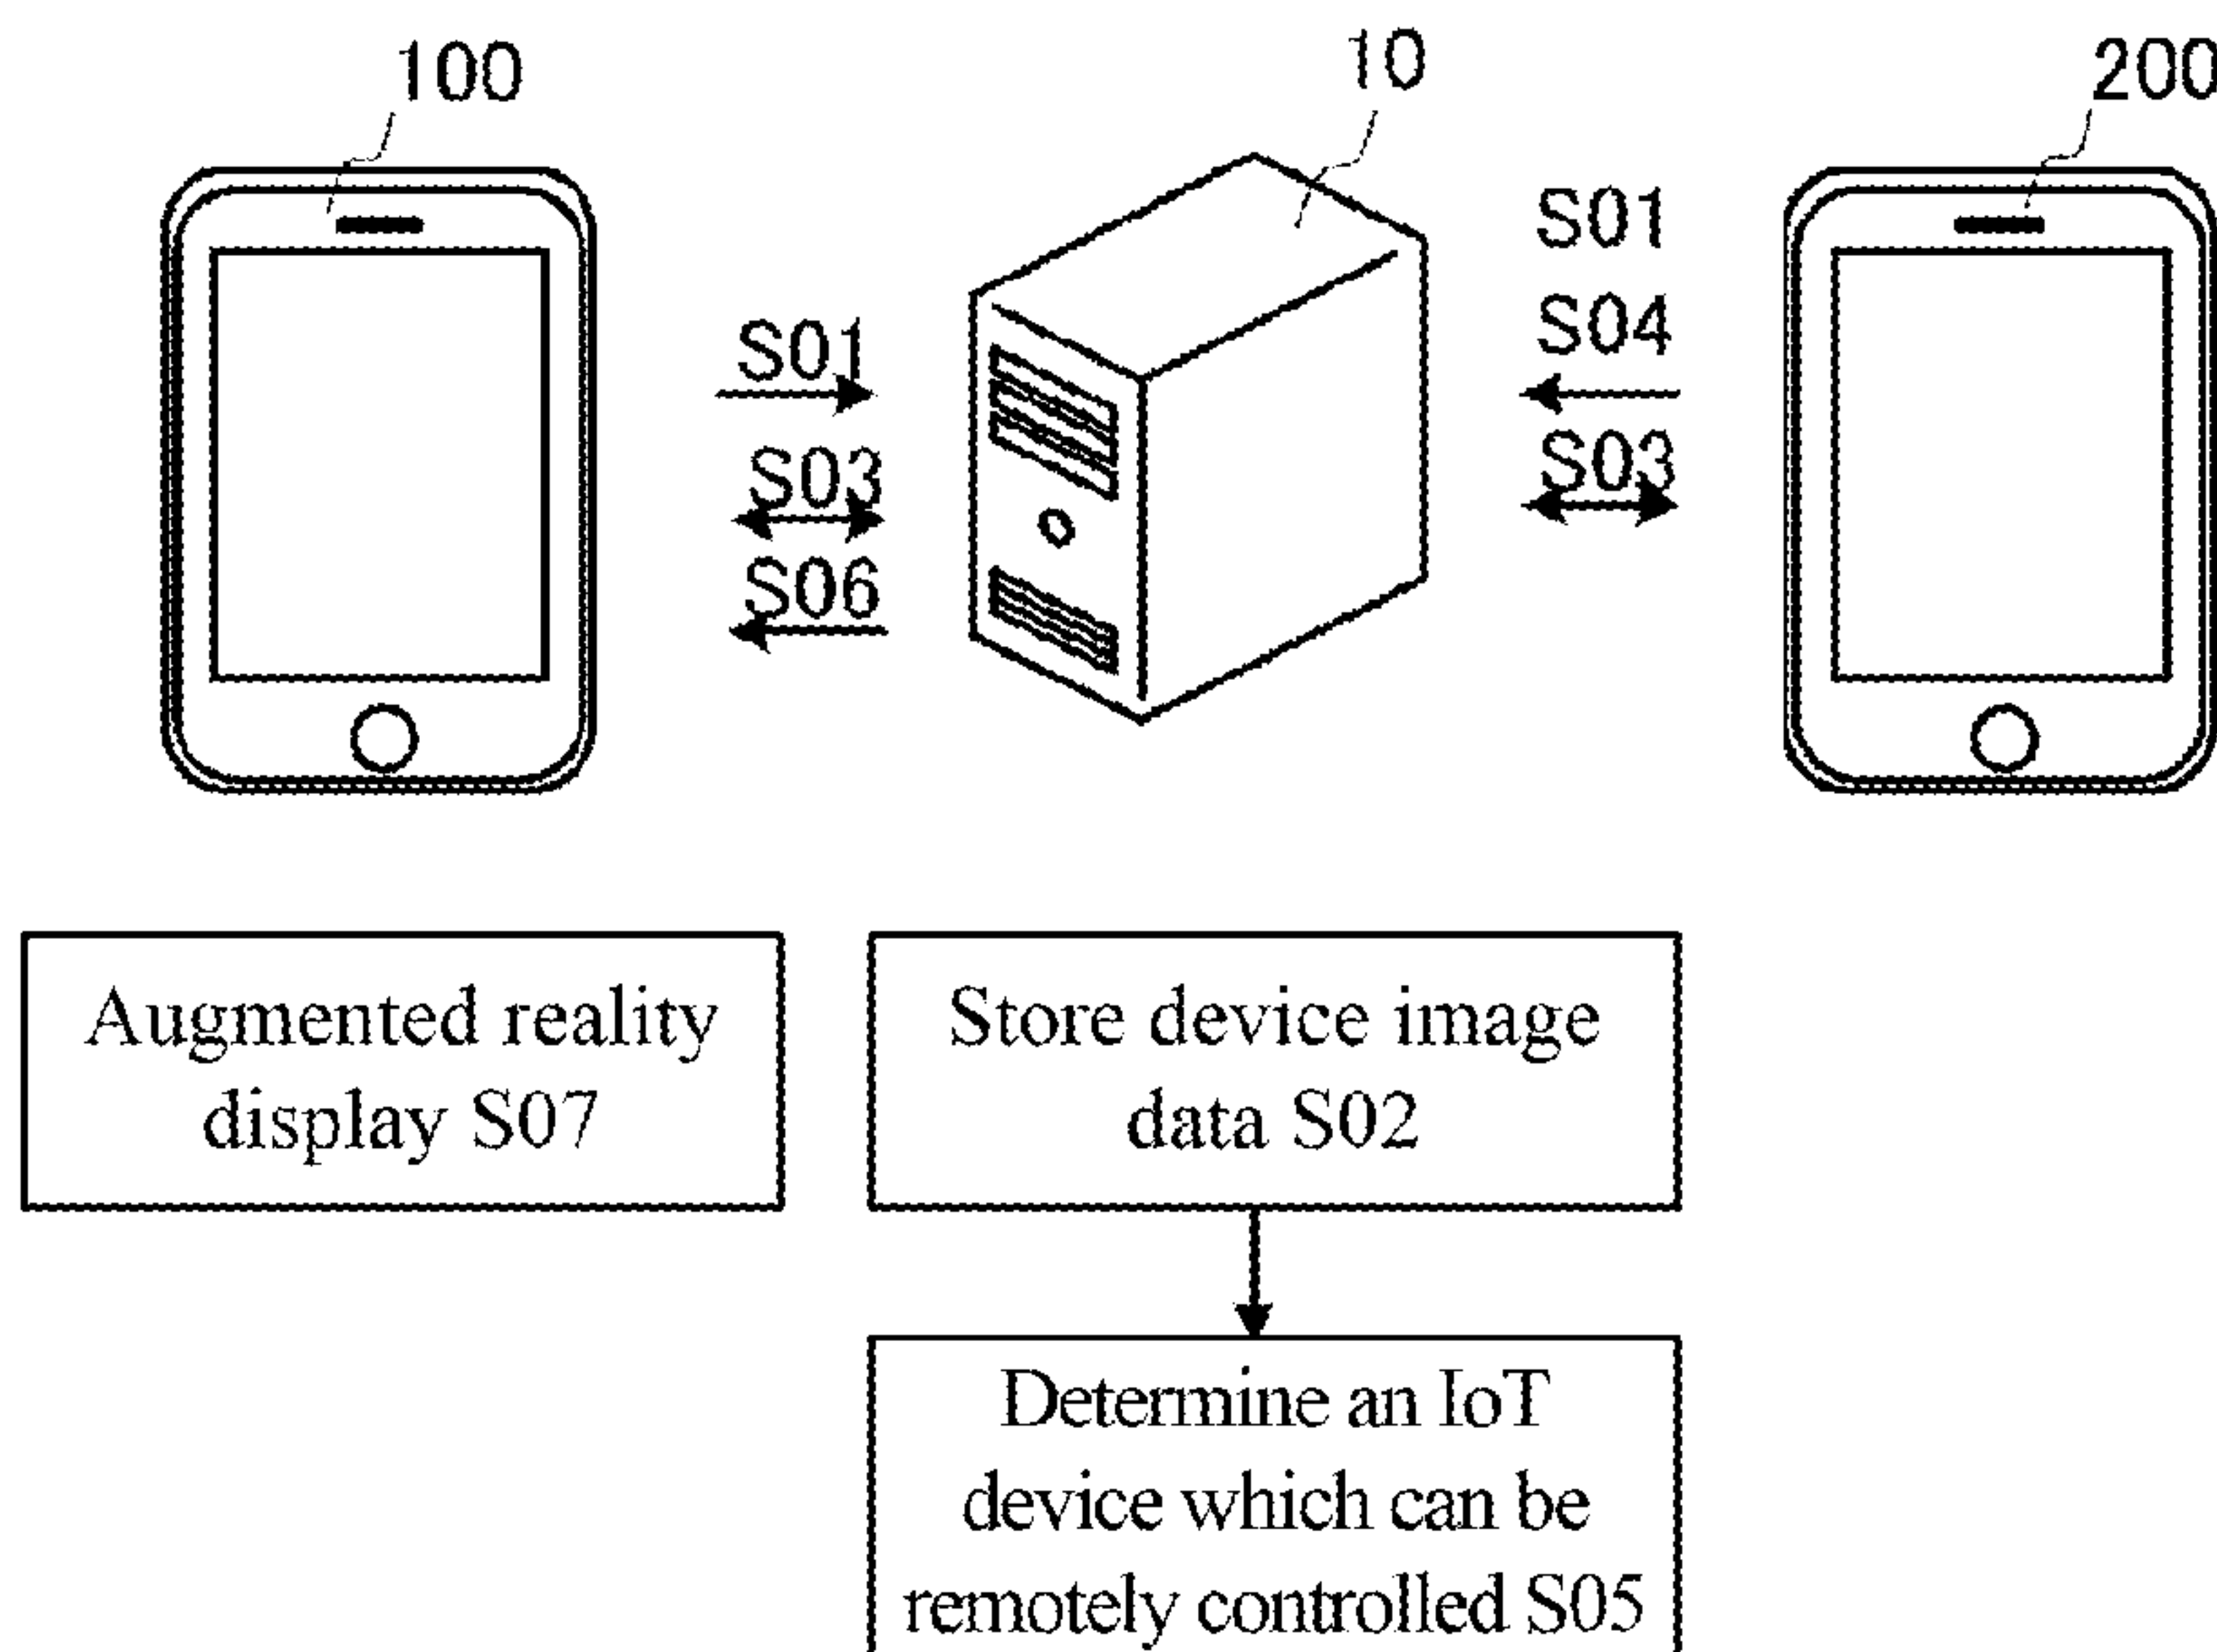 100
10
200
S01
S03
S06
S01
S04
S03
Augmented reality
display S07
Store device image
data S02
Determine an IoT
device which can be
remotely controlled S05